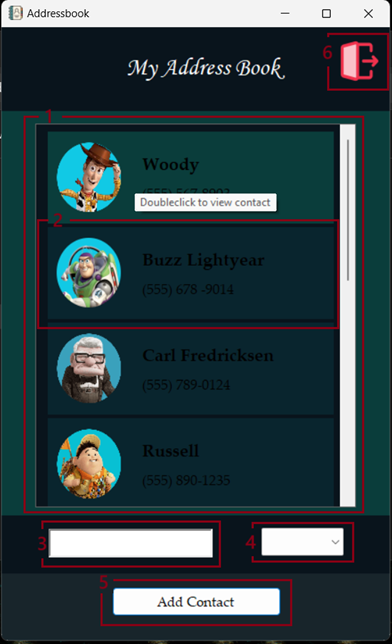 Addressbook
6
My Address Book
1
Woody
(555) 567-8903
Doubleclick to view contact
2
Buzz Lightyear
(555) 678 -9014
Carl Fredricksen
(555) 789-0124
Russell
(555) 890-1235
3
4
5
Add Contact